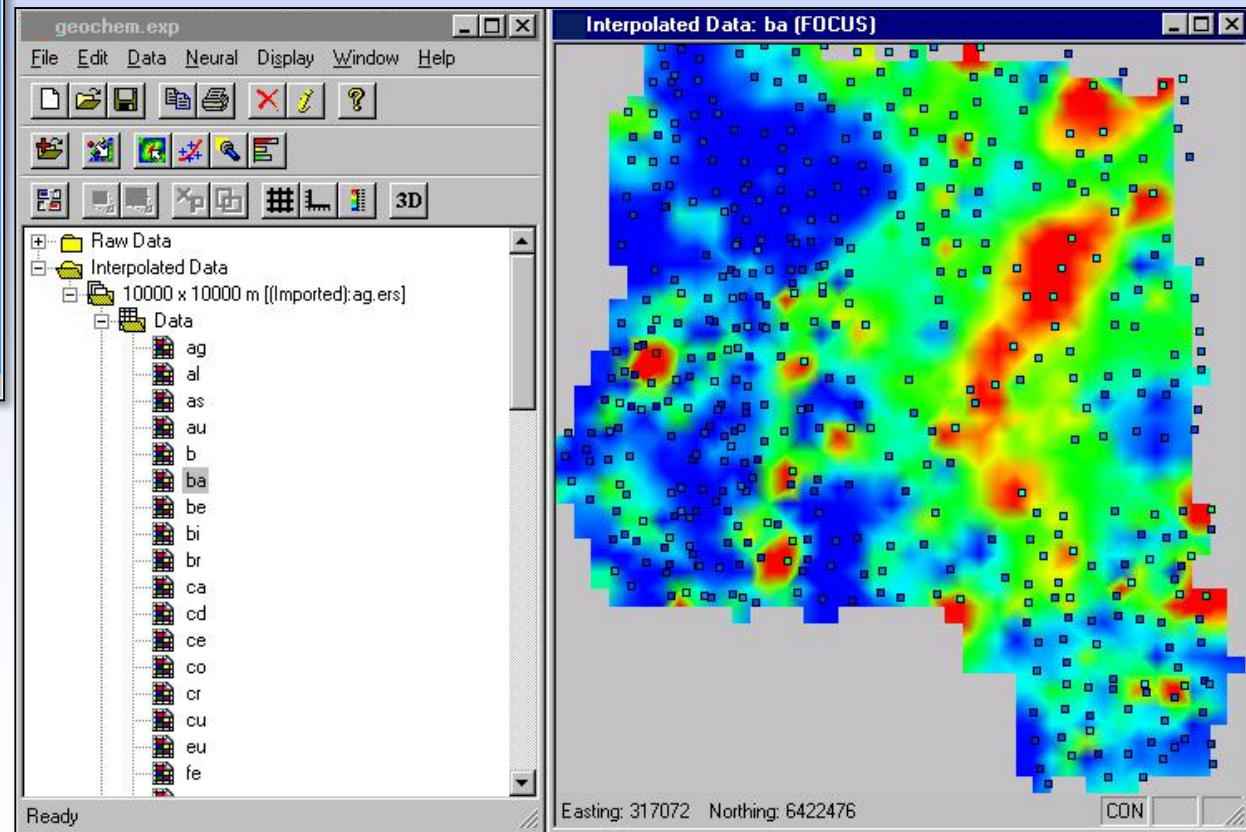 geochem.exp
File Edit Data Neural Display Window Help
3D
Raw Data
Interpolated Data
10000 x 10000 m [(Imported):ag.ers]
Data
ag
al
as
au
b
ba
be
bi
br
ca
cd
ce
co
cr
cu
eu
fe
Ready
Interpolated Data: ba (FOCUS)
Easting: 317072 Northing: 6422476
CON